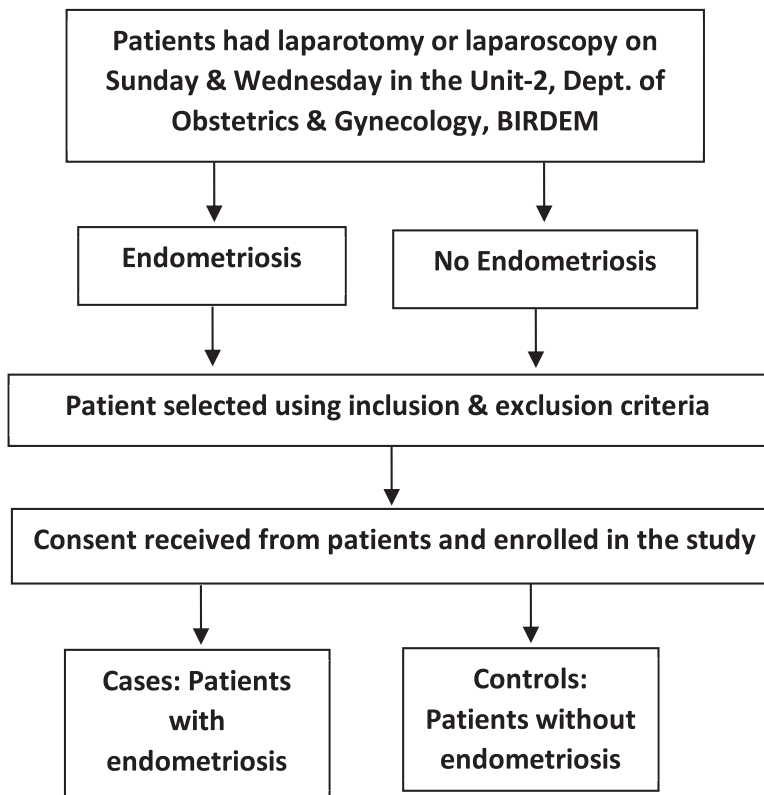 Patients had laparotomy or laparoscopy on
Sunday & Wednesday in the Unit-2, Dept. of
Obstetrics & Gynecology, BIRDEM
Endometriosis
No Endometriosis
Patient selected using inclusion & exclusion criteria
Consent received from patients and enrolled in the study
Cases: Patients
with
endometriosis
Controls:
Patients without
endometriosis